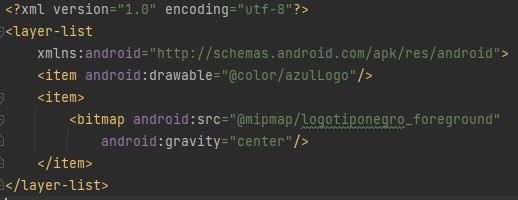 <?xml version="1.0" encoding="utf-8"?>
<layer-list
    xmlns:android="http://schemas.android.com/apk/res/android">
    <item android:drawable="@color/azulLogo"/>
    <item>
        <bitmap android:src="@mipmap/logotiponegro_foreground"
            android:gravity="center"/>
    </item>
</layer-list>